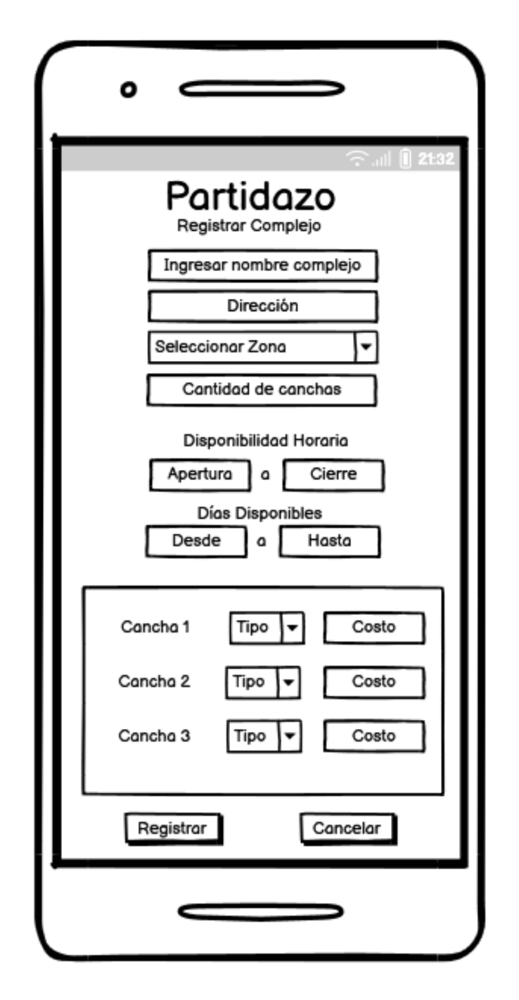 21:32
Partidazo
Registrar Complejo
Ingresar nombre complejo
Dirección
Seleccionar Zona
Cantidad de canchas
Disponibilidad Horaria
Apertura a Cierre
Días Disponibles
Desde a Hasta
Cancha 1 Tipo Costo
Cancha 2 Tipo Costo
Cancha 3 Tipo Costo
Registrar Cancelar